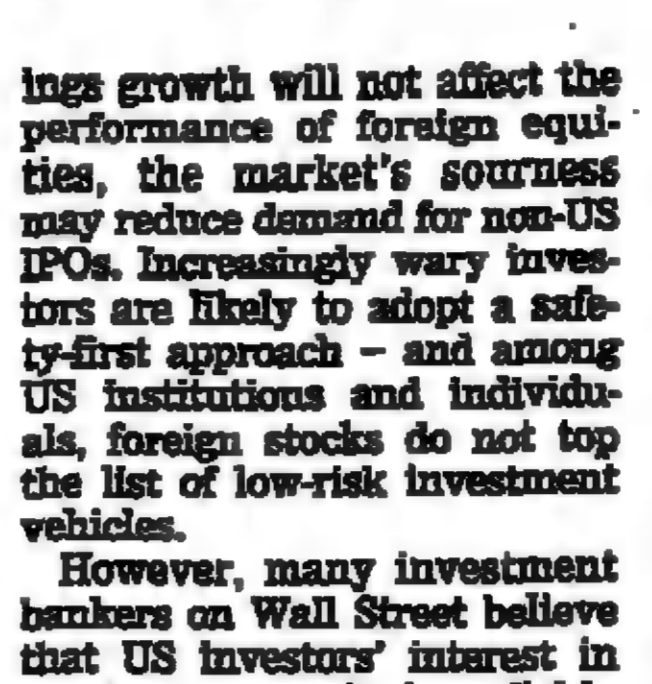 ings growth will not affect the
performance of foreign equi-
ties, the market's sourness
may reduce demand for non-US
IPOs. Increasingly wary inves-
tors are likely to adopt a safe-
ty-first approach – and among
US institutions and individu-
als, foreign stocks do not top
the list of low-risk investment
vehicles.
However, many investment
bankers on Wall Street believe
that US investors' interest in